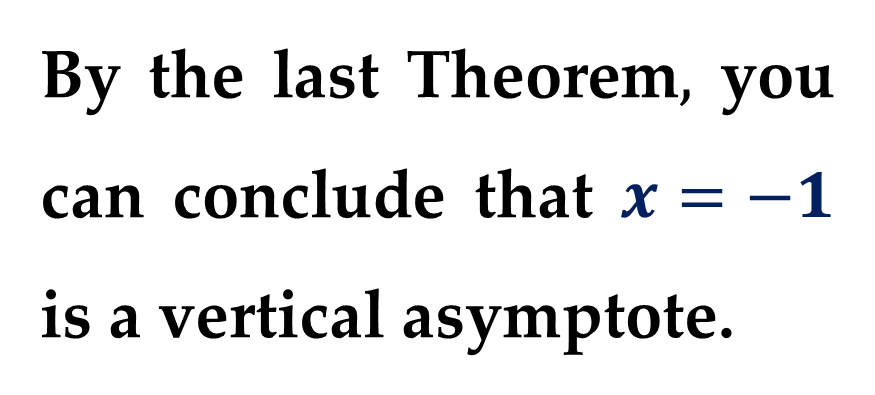 By the last Theorem, you
can conclude that x = −1
is a vertical asymptote.